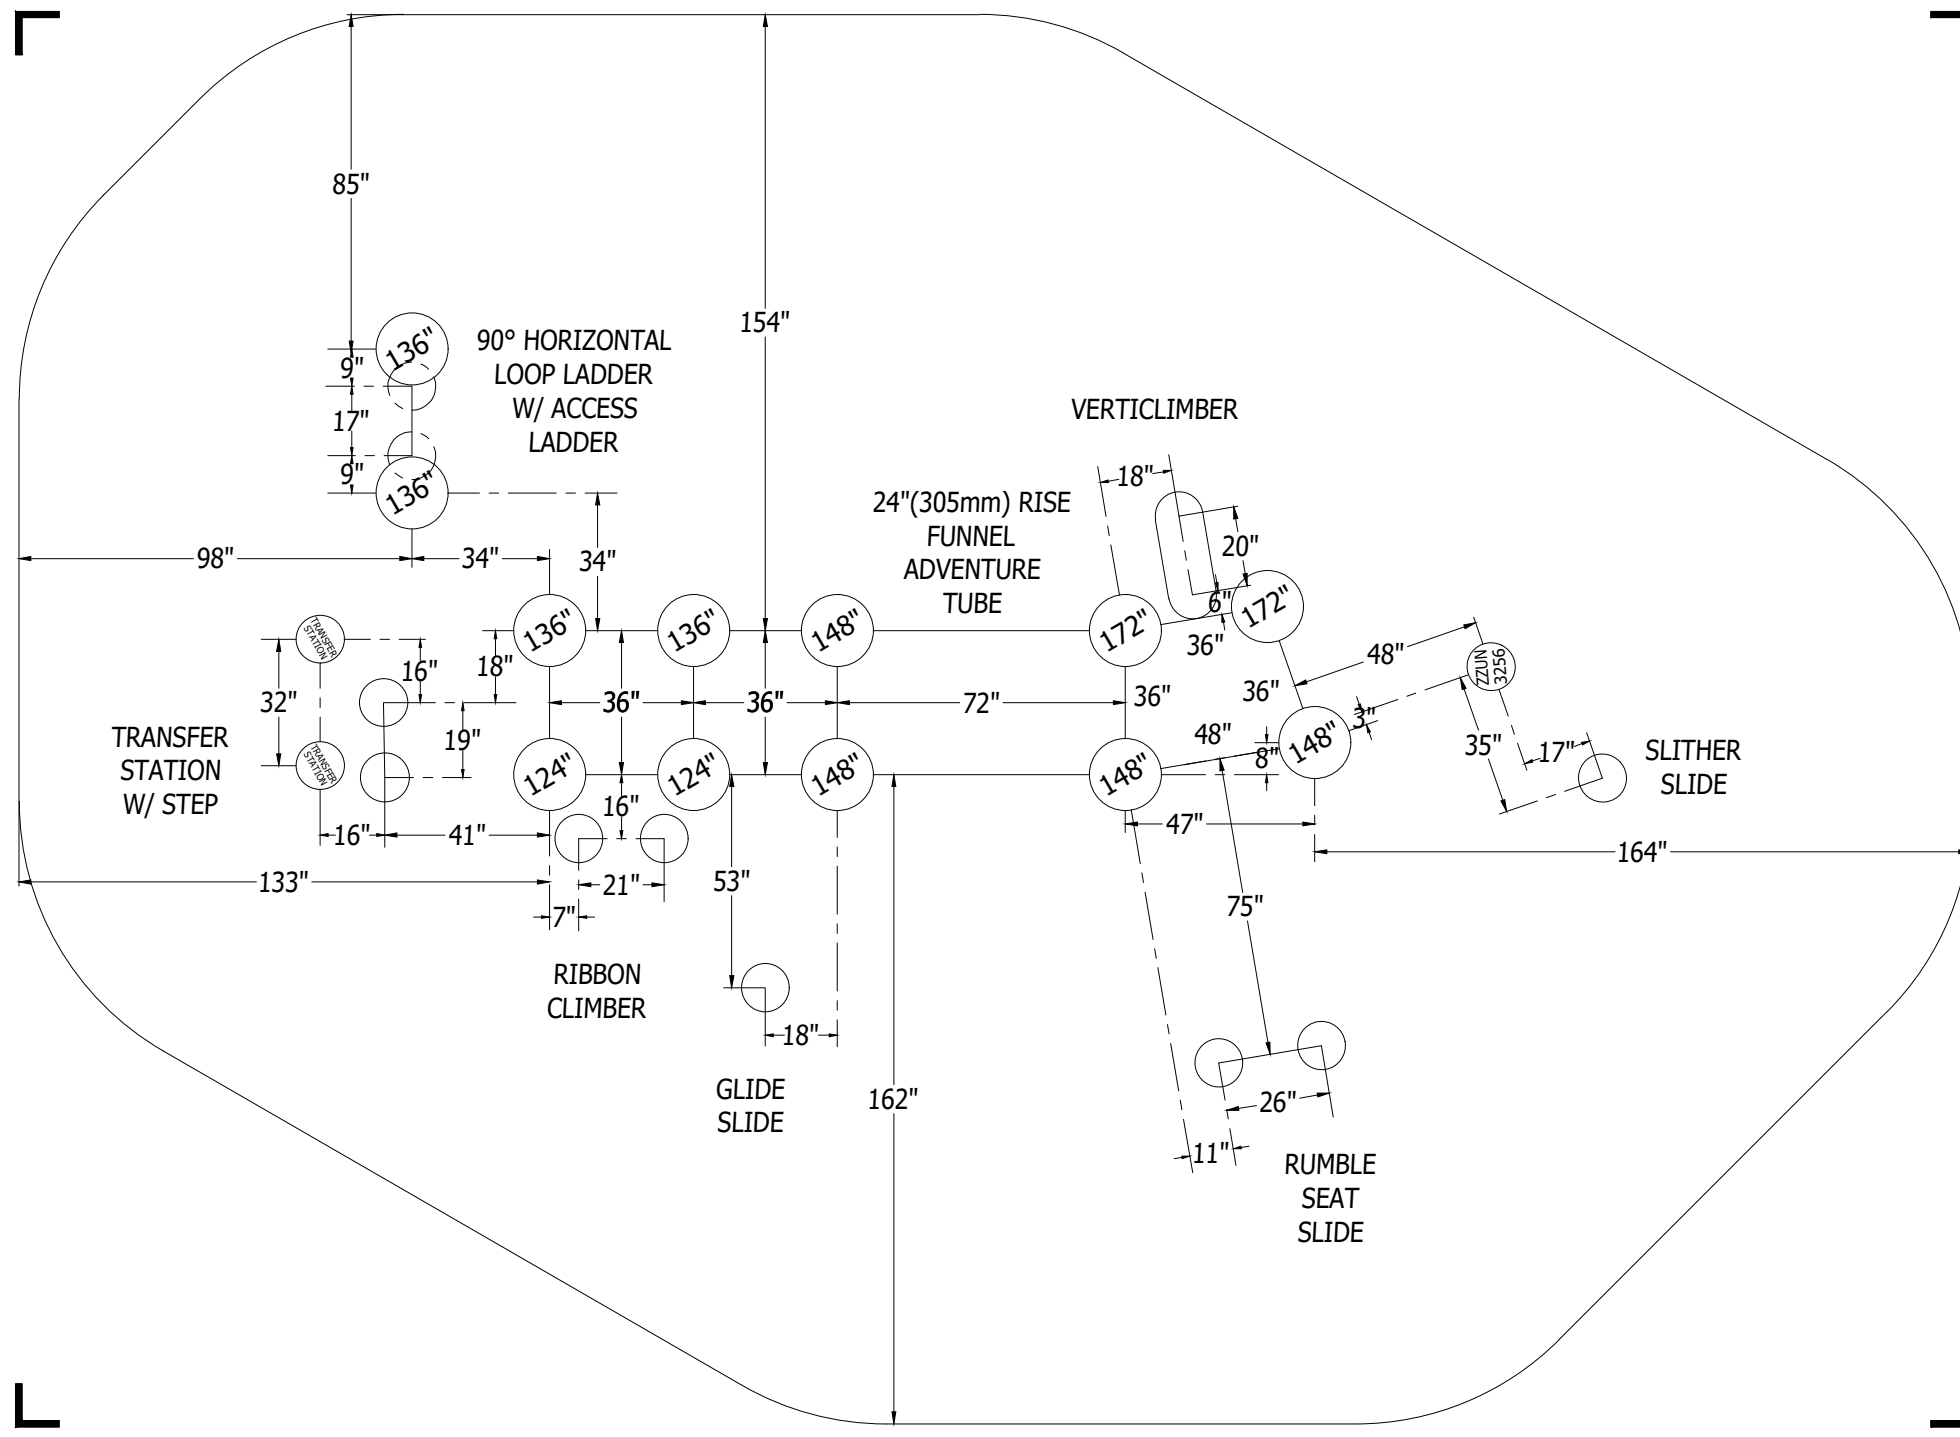 85"
154"
136"
9"
17"
9"
136"
90° HORIZONTAL
LOOP LADDER
W/ ACCESS
LADDER
VERTICLIMBER
18"
24"(305mm) RISE
FUNNEL
ADVENTURE
TUBE
20"
6"
98"
34"
34"
136"
136"
148"
172"
172"
36"
TRANSFER
STATION
32"
16"
18"
36"
36"
72"
36"
36"
48"
ZZUN
3256
TRANSFER
STATION
W/ STEP
TRANSFER
STATION
19"
124"
124"
148"
148"
48"
8"
148"
3"
35"
17"
SLITHER
SLIDE
16"
41"
16"
47"
164"
133"
21"
7"
53"
75"
RIBBON
CLIMBER
18"
GLIDE
SLIDE
162"
26"
11"
RUMBLE
SEAT
SLIDE